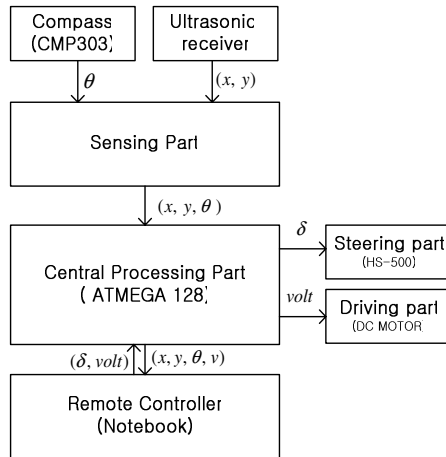 Compass
(CMP303)
Ultrasonic
receiver
θ
(x, y)
Sensing Part
(x, y, θ )
Central Processing Part
( ATMEGA 128)
δ
Steering part
(HS-500)
volt
Driving part
(DC MOTOR
(δ, volt)
(x, y, θ, v)
Remote Controller
(Notebook)